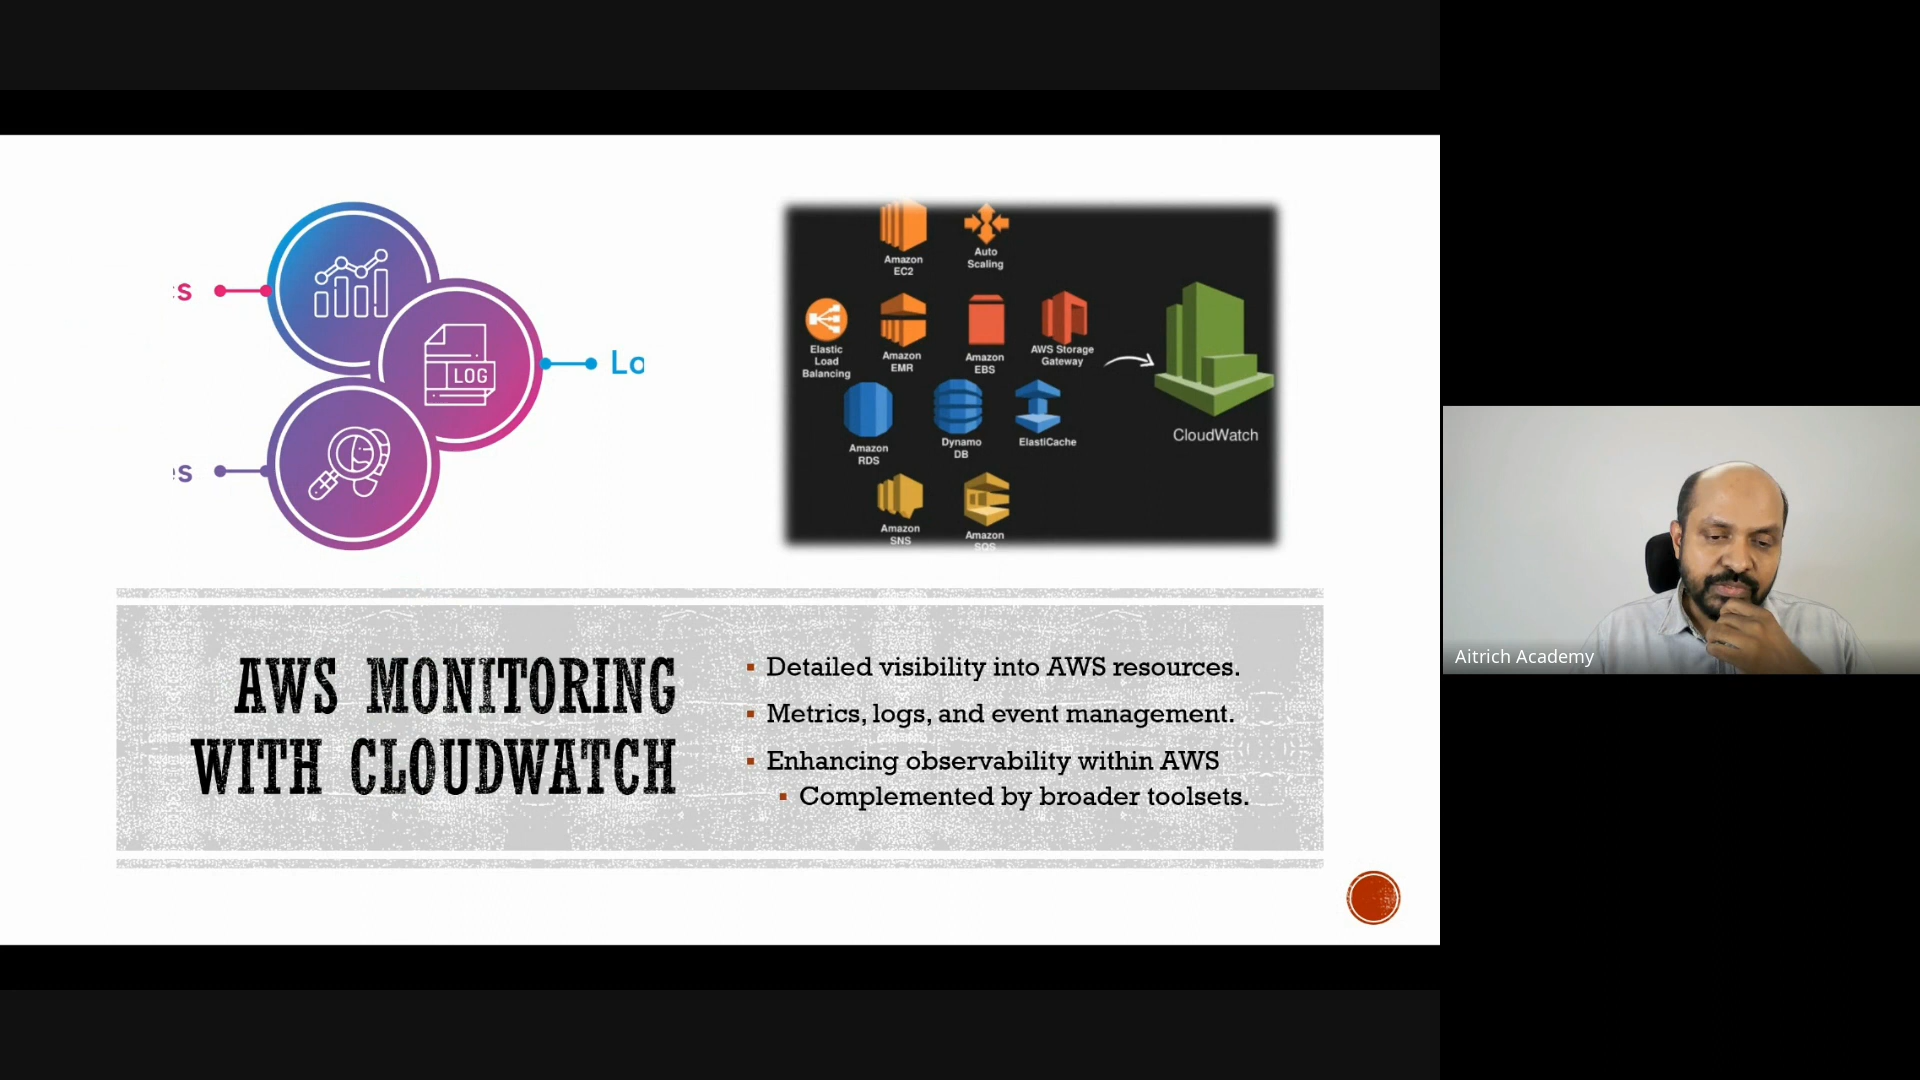 s
LOG
Lo
s
Amazon
EC2
Auto
Scaling
Elastic
Load
Balancing
Amazon
EMR
Amazon
EBS
AWS Storage
Gateway
Amazon
RDS
Dynamo
DB
ElastiCache
Amazon
SNS
Amazon
SQS
CloudWatch
AWS MONITORING
WITH CLOUDWATCH
Detailed visibility into AWS resources.
Metrics, logs, and event management.
Enhancing observability within AWS
Complemented by broader toolsets.
Aitrich Academy